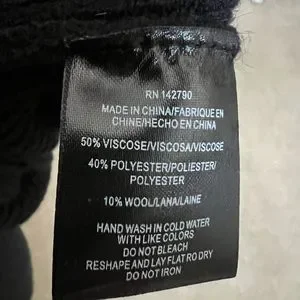 RN 142790
MADE IN CHINA/FABRIQUE EN
CHINE/HECHO EN CHINA
50% VISCOSE/VISCOSA/VISCOSE
40% POLYESTER/POLIESTER/
POLYESTER
10% WOOL/LANA/LAINE
HAND WASH IN COLD WATER
WITH LIKE COLORS
DO NOT BLEACH
RESHAPE AND LAY FLAT RO DRY
DO NOT IRON